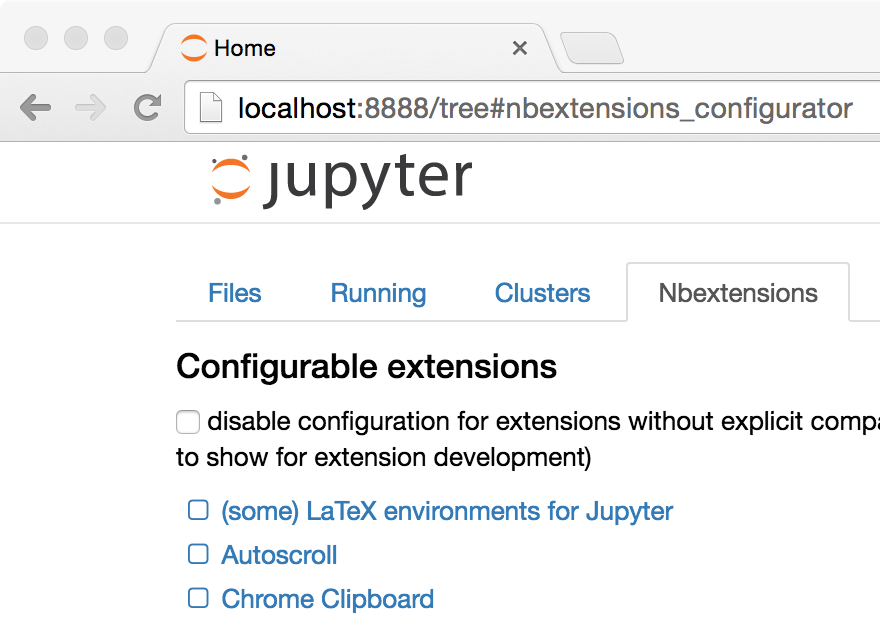 Home
localhost:8888/tree#nbextensions_configurator
jupyter
Files Running Clusters Nbextensions
Configurable extensions
disable configuration for extensions without explicit compa
to show for extension development)
(some) LaTeX environments for Jupyter
Autoscroll
Chrome Clipboard